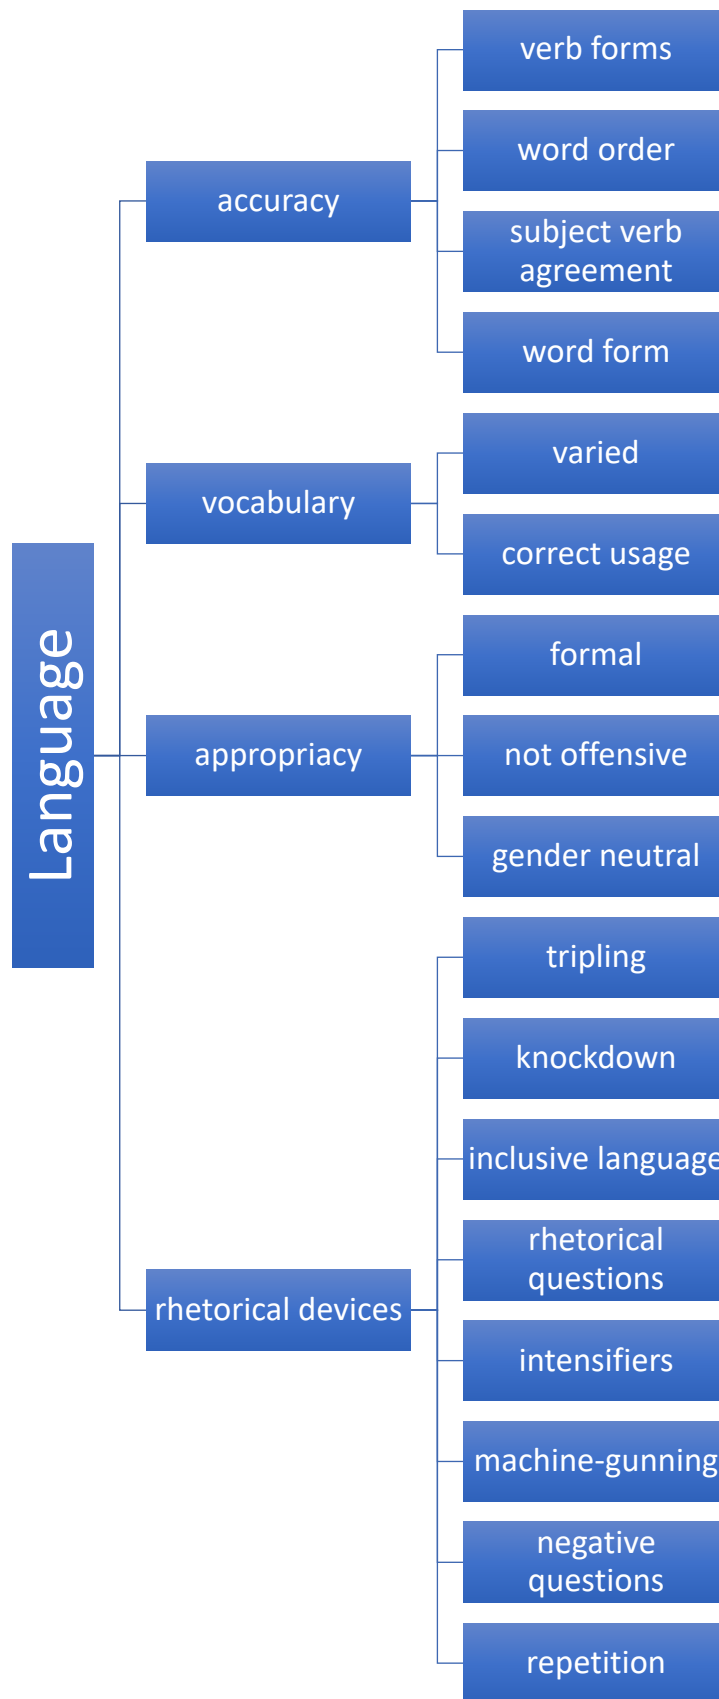 Language
accuracy
verb forms
word order
subject verb
agreement
word form
vocabulary
varied
correct usage
appropriacy
formal
not offensive
gender neutral
rhetorical devices
tripling
knockdown
inclusive language
rhetorical
questions
intensifiers
machine-gunning
negative
questions
repetition